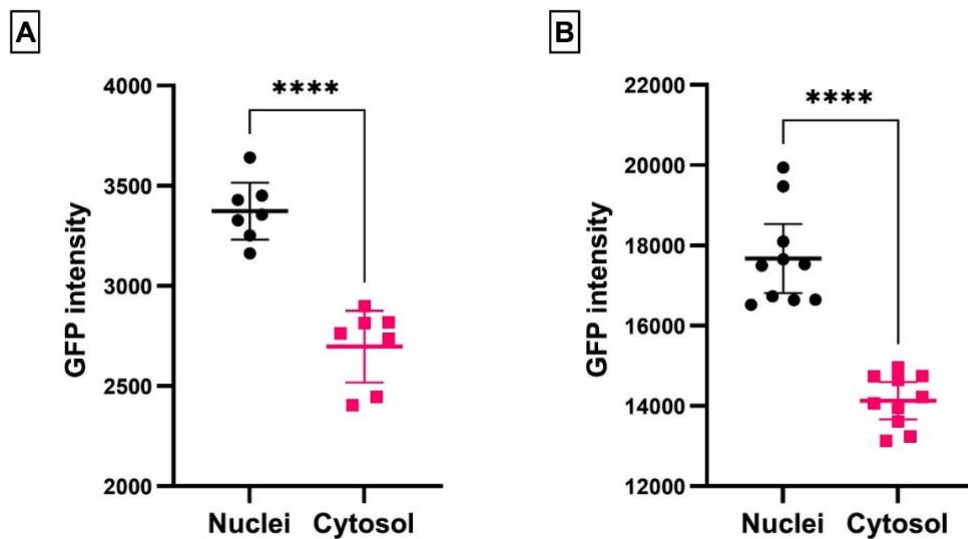 A
GFP intensity
4000
3500
3000
2500
2000
****
Nuclei
Cytosol
B
GFP intensity
22000
20000
18000
16000
14000
12000
****
Nuclei
Cytosol